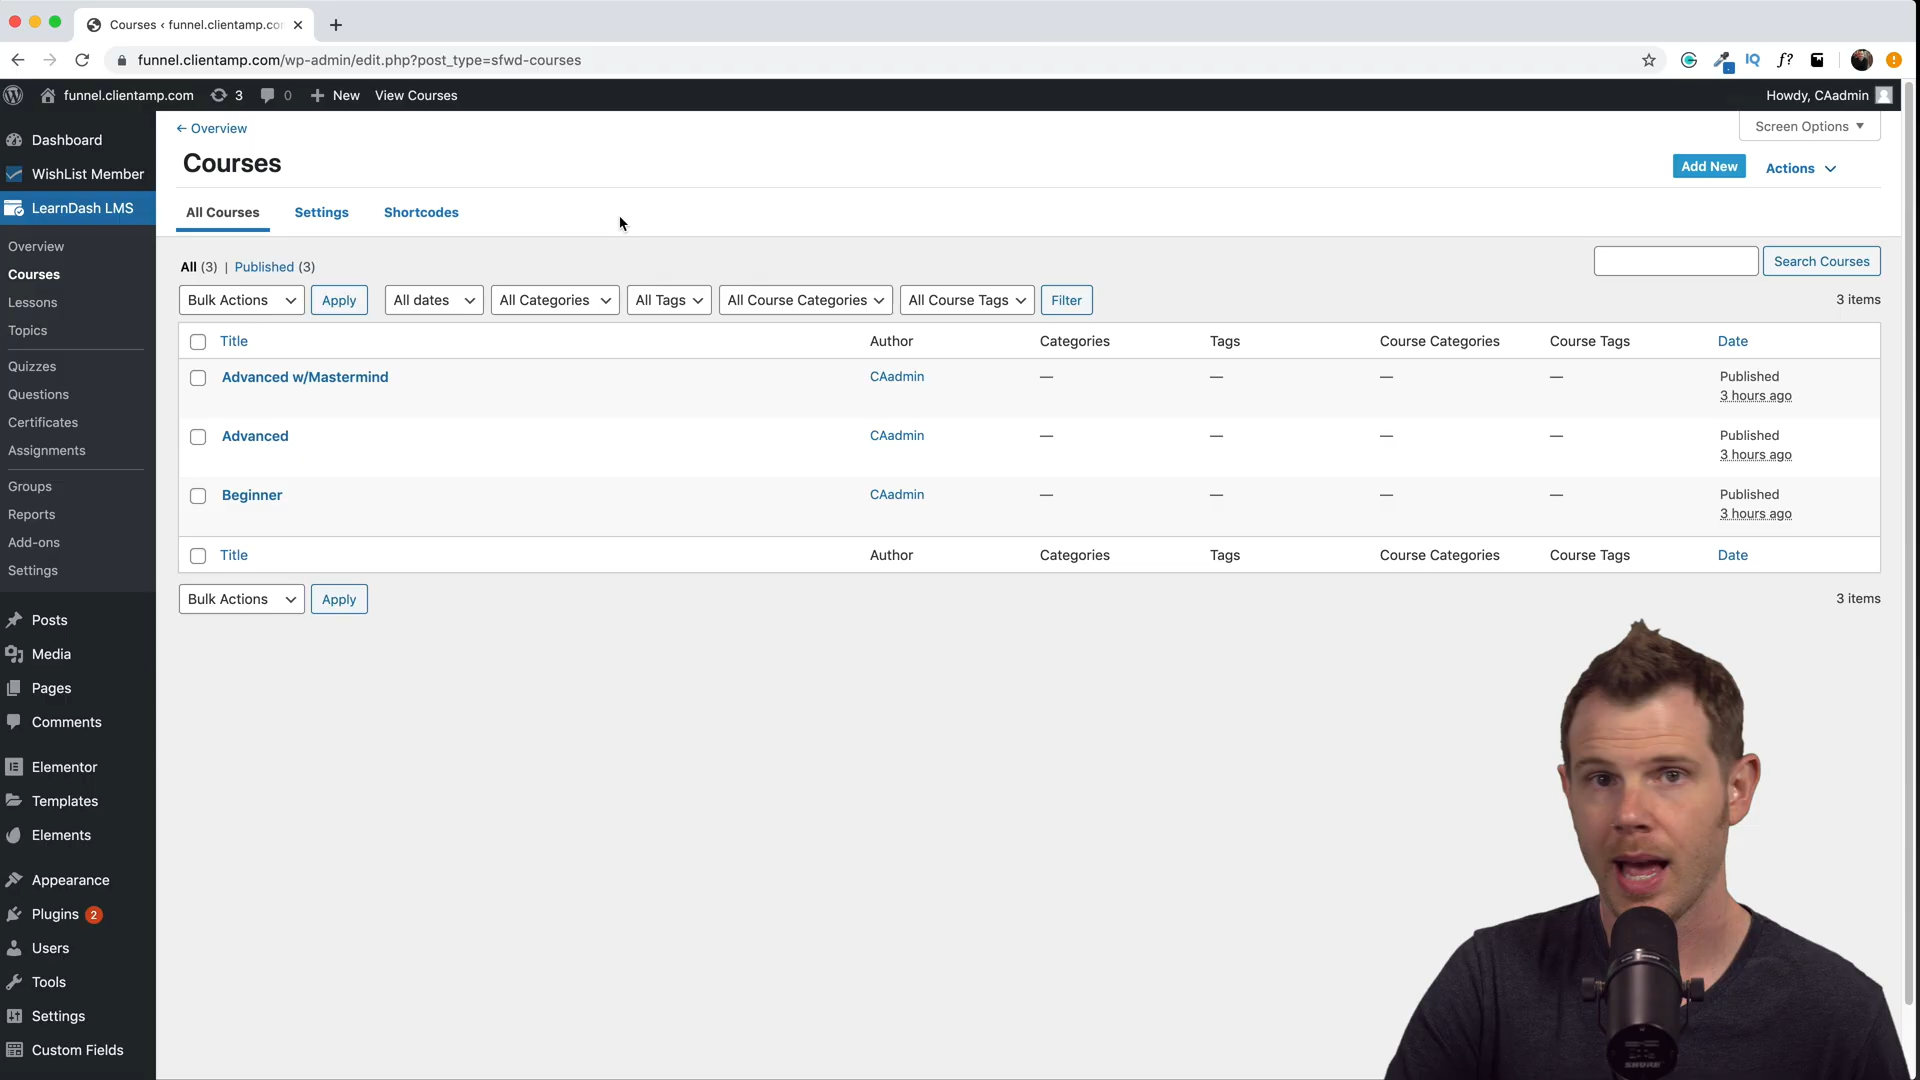 Courses < funnel.clientamp.co
funnel.clientamp.com/wp-admin/edit.php?post_type=sfwd-courses
IQ
f?
funnel.clientamp.com
3
0
New
View Courses
Howdy, CAadmin
Dashboard
WishList Member
LearnDash LMS
Overview
Courses
Lessons
Topics
Quizzes
Questions
Certificates
Assignments
Groups
Reports
Add-ons
Settings
Posts
Media
Pages
Comments
Elementor
Templates
Elements
Appearance
Plugins 2
Users
Tools
Settings
Custom Fields
← Overview
Screen Options
Courses
Add New
Actions
All Courses
Settings
Shortcodes
All (3) | Published (3)
Search Courses
Bulk Actions
Apply
All dates
All Categories
All Tags
All Course Categories
All Course Tags
Filter
3 items
Title Author Categories Tags Course Categories Course Tags Date
Advanced w/Mastermind CAadmin — — — — Published
3 hours ago
Advanced CAadmin — — — — Published
3 hours ago
Beginner CAadmin — — — — Published
3 hours ago
Title Author Categories Tags Course Categories Course Tags Date
Bulk Actions
Apply
3 items
SHURE